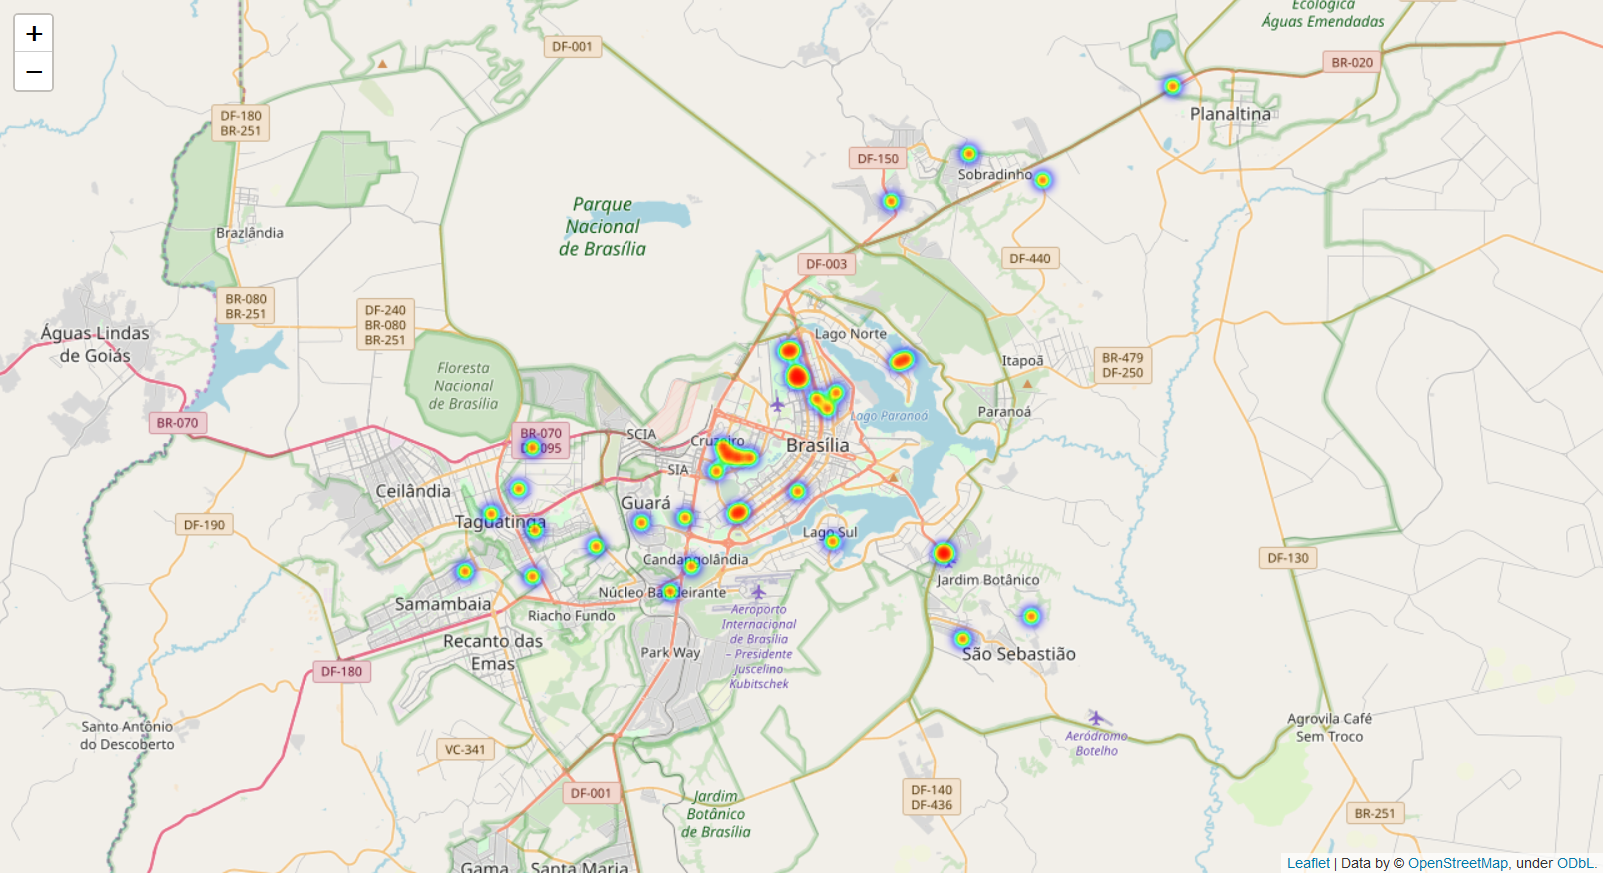 +
−
Ecológica
Águas Emendadas
DF-001
BR-020
DF-180
BR-251
Planaltina
DF-150
Sobradinho
Parque
Nacional
de Brasília
Brazlândia
DF-003
DF-440
BR-080
BR-251
DF-240
BR-080
BR-251
Águas Lindas
de Goiás
Lago Norte
Itapoã
BR-479
DF-250
Floresta
Nacional
de Brasília
Paranoá
Lago Paranoá
BR-070
BR-070
095
SCIA
Cruzeiro
Brasília
SIA
Ceilândia
Guará
DF-190
Taguatinga
Lago Sul
DF-130
Candangolândia
Jardim Botânico
Núcleo Bandeirante
Samambaia
Riacho Fundo
Aeroporto
Internacional
de Brasília
– Presidente
Juscelino
Kubitschek
Recanto das
Emas
Park Way
São Sebastião
DF-180
Santo Antônio
do Descoberto
VC-341
Aeródromo
Botelho
Agrovila Café
Sem Troco
DF-001
DF-140
DF-436
Jardim
Botânico
de Brasília
BR-251
Gama
Santa Maria
Leaflet | Data by © OpenStreetMap, under ODbL.